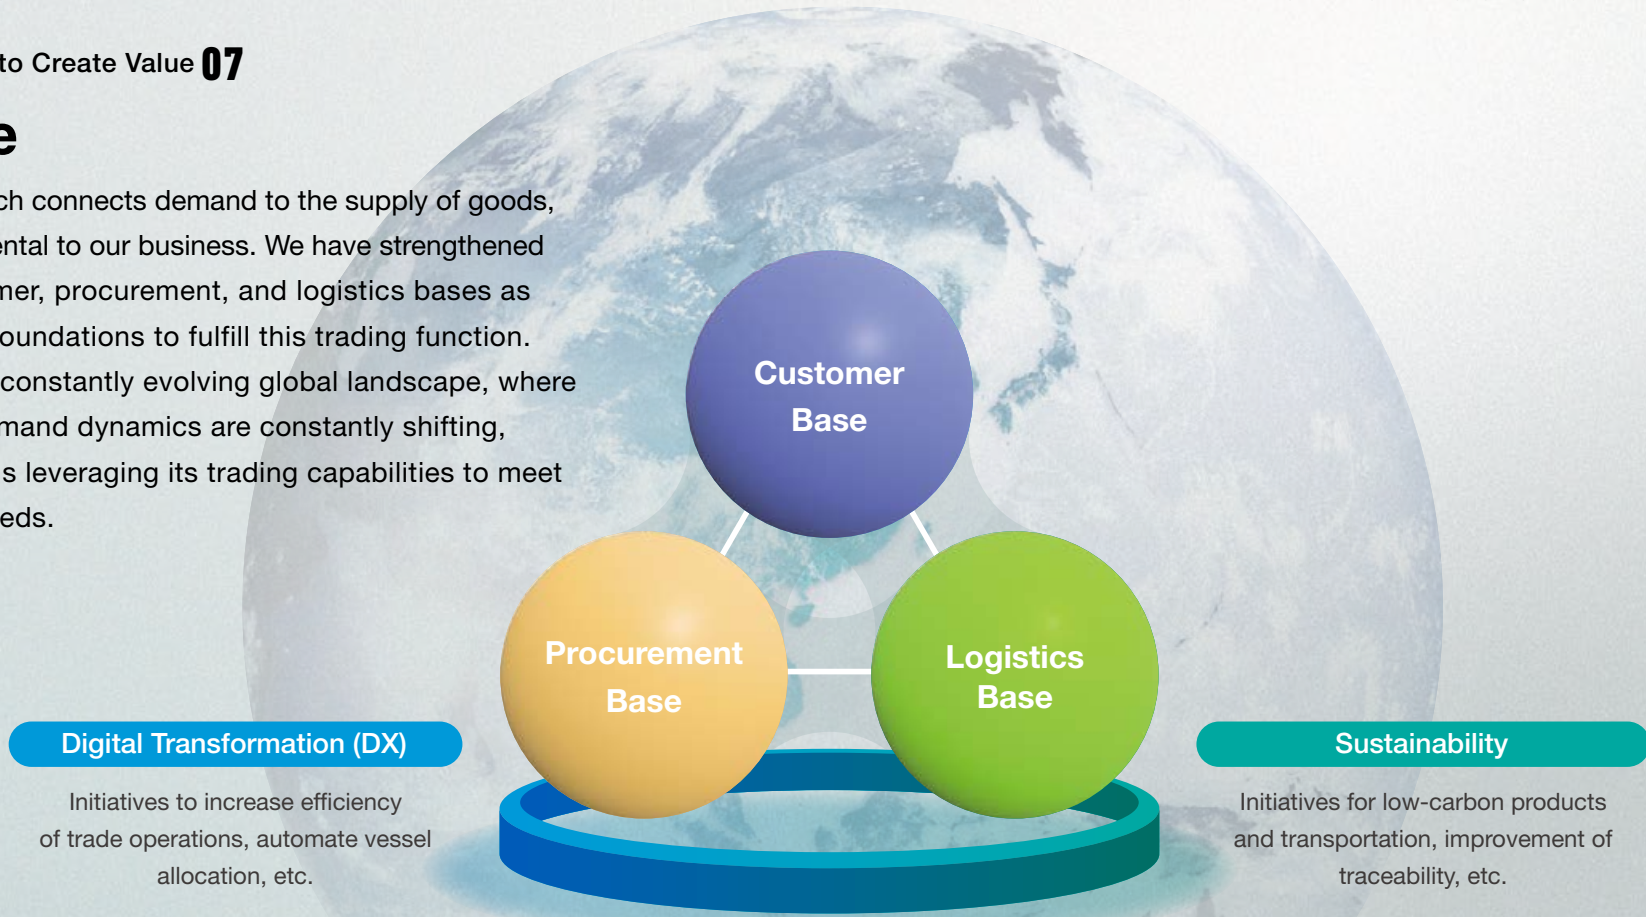 to Create Value 07
e
ch connects demand to the supply of goods,
ental to our business. We have strengthened
mer, procurement, and logistics bases as
oundations to fulfill this trading function.
constantly evolving global landscape, where
mand dynamics are constantly shifting,
s leveraging its trading capabilities to meet
eds.
Customer
Base
Procurement
Base
Logistics
Base
Digital Transformation (DX)
Initiatives to increase efficiency
of trade operations, automate vessel
allocation, etc.
Sustainability
Initiatives for low-carbon products
and transportation, improvement of
traceability, etc.